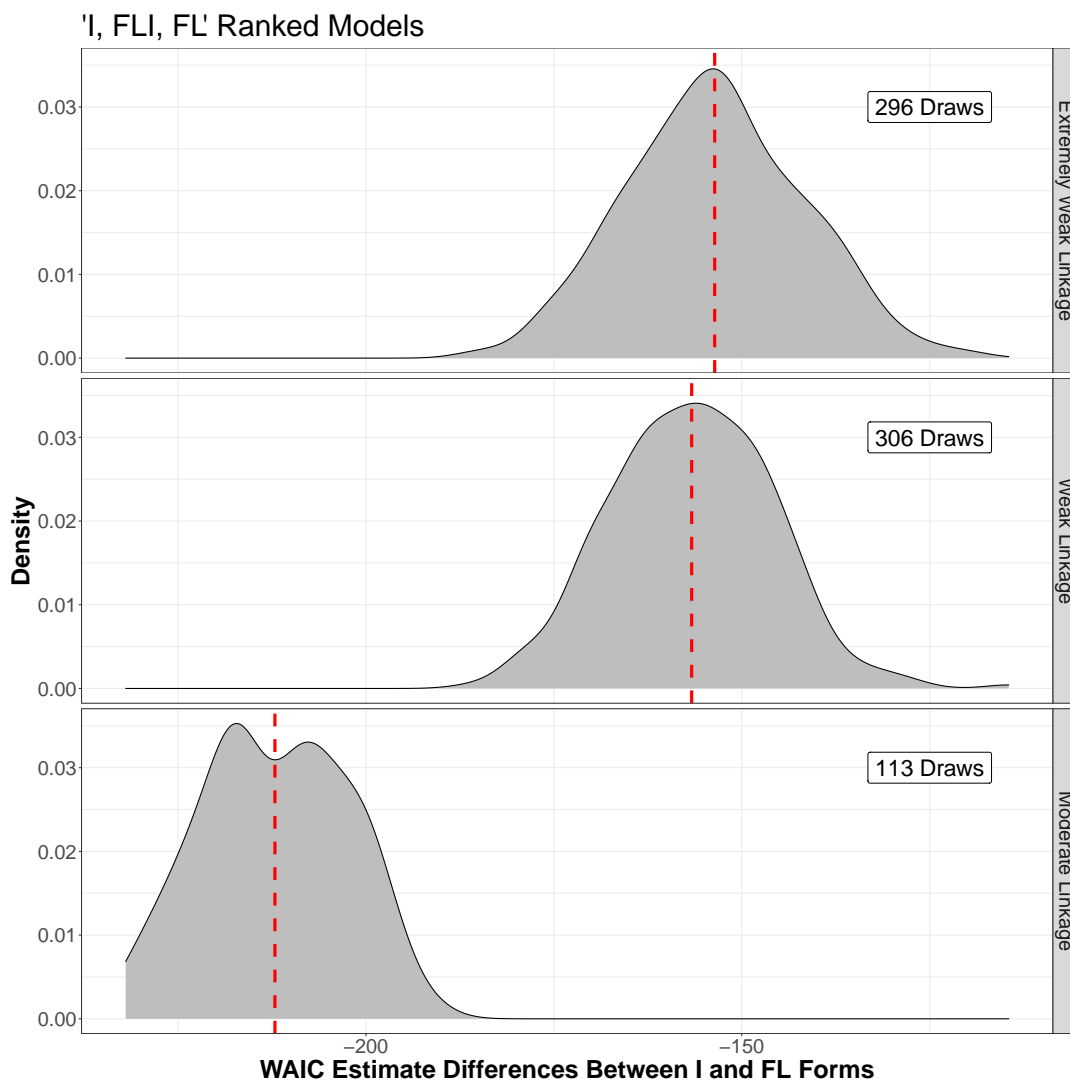 'I, FLI, FL' Ranked Models
0.03
0.02
0.01
0.00
296 Draws
Extremely Weak Linkage
0.03
0.02
0.01
0.00
306 Draws
Weak Linkage
0.03
0.02
0.01
0.00
113 Draws
Moderate Linkage
Density
−200
−150
WAIC Estimate Differences Between I and FL Forms